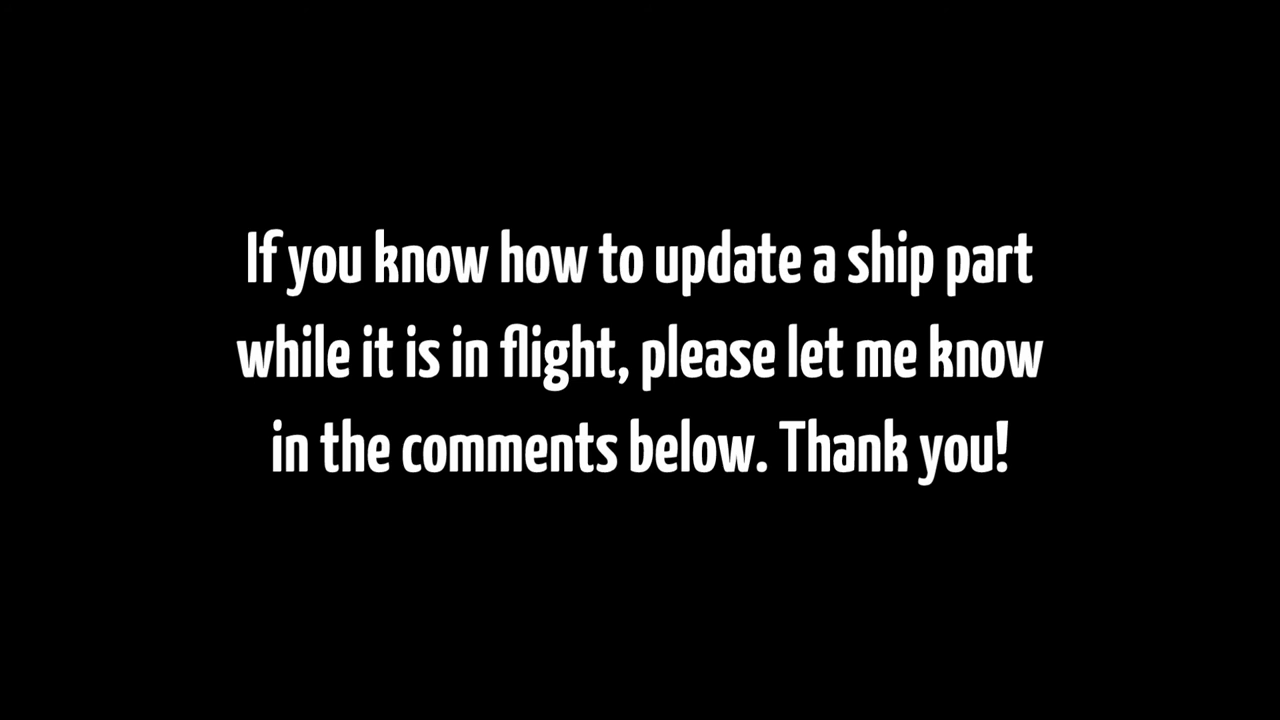 If you know how to update a ship part
while it is in flight, please let me know
in the comments below. Thank you!